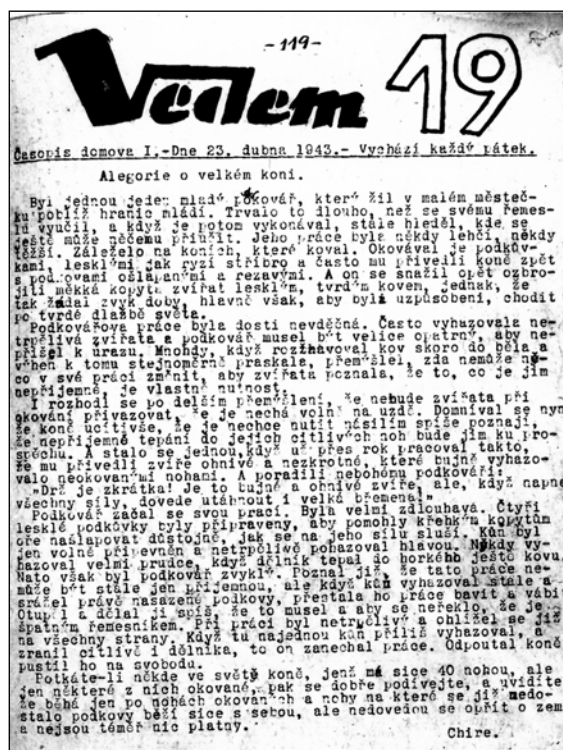 -119-
Vedem 19
Časopis domova I.-Dne 23. dubna 1943.- Vychází každý pátek.
Alegorie o velkém koni.
Byl jednou jeden mladý pokovář, který žil v malém městeč-
ku poblíž hranic mládí. Trvalo to dlouho, než se svému řemes-
lu vyučil, a když je potom vykonával, stále hleděl, kde se
ještě může něčemu přiučit. Jeho práce byla někdy lehčí, někdy
těžší. Záleželo na koních, které koval. Okovával je podkův-
kami, lesklými jak ryzí stříbro a často mu přivedli koně zpět
s podkovami ošlapanými a rezavými. A on se snažil opět ozbro-
jiti měkká kopyta zvířat lesklým, tvrdým kovem, jednak, že
tak žádal zvyk doby, hlavně však, aby byla uzpůsobení, chodit
po tvrdé dlažbě světa.
Podkovářova práce byla dosti nevděčná. Často vyhazovala ne-
trpělivá zvířata a podkovář musel být velice opatrný, aby ne-
přišel k úrazu. Mnohdy, když rozžhavoval kov skoro do běla a
výheň k tomu stejnoměrně praskala, přemýšlel, zda nemůže ně-
co v své práci změnit, aby zvířata poznala, že to, co je jim
nepříjemné, je vlastně nutnost.
I rozhodl se po delším přemýšlení, že nebude zvířata při
okování přivazovat, že je nechá volně na uzdě. Domníval se nyní
že koně ucítivše, že je nechce nutit násilím spíše poznají,
že nepříjemné tepání do jejich citlivých noh bude jim ku pro-
spěchu. A stalo se jednou, když už přes rok pracoval takto,
že mu přivedli zvíře ohnivé a nezkrotné, které bujně vyhazo-
valo neokovanými nohami. A poradili nebohému podkováři:
„Drž je zkrátka! Je to bujné a ohnivé zvíře, ale, když napne
všechny síly, dovede utáhnout i velká břemena!"
Podkovář začal se svou prací. Byla velmi zdlouhavá. Čtyři
lesklé podkůvky byly připraveny, aby pomohly křehkým kopytům
oře našlapovat důstojně, jak se na jeho sílu sluší. Kůň byl
jen volně připevněn a netrpělivě pohazoval hlavou. Někdy vy-
hazoval velmi prudce, když dělník tepal do horkého ještě kovu.
Nato však byl podkovář zvyklý. Poznal již, že tato práce ne-
může být stále jen příjemnou, ale když kůň vyhazoval stále a
srážel právě nasazené podkovy, přestala ho práce bavit a vábit
Otupil a dělal ji spíš, že to musel a aby se neřeklo, že je
špatným řemeslníkem. Při práci byl netrpělivý a ohlížel se již
na všechny strany. Když tu najednou kůň příliš vyhazoval, a
zranil citlivě i dělníka, to on zanechal práce. Odpoutal koně
pustil ho na svobodu.
Potkáte-li někde ve světě koně, jenž má sice 40 nohou, ale
jen některé z nich okované, pak se dobře podívejte, a uvidíte
že běhá jen po nohách okovaných a nohy na které se již nedo-
stalo podkovy běží sice s sebou, ale nedovedou se opřít o zem
a nejsou téměř nic platny.
Chire.